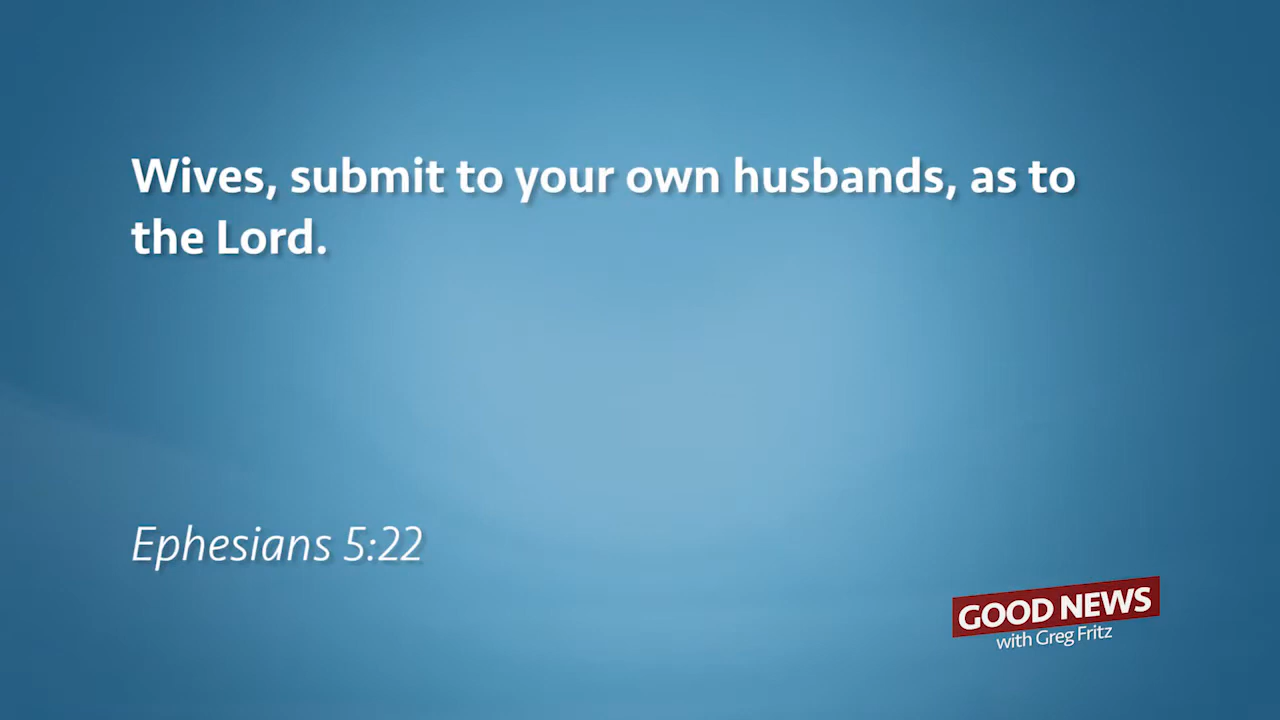 Wives, submit to your own husbands, as to
the Lord.
Ephesians 5:22
GOOD NEWS
with Greg Fritz